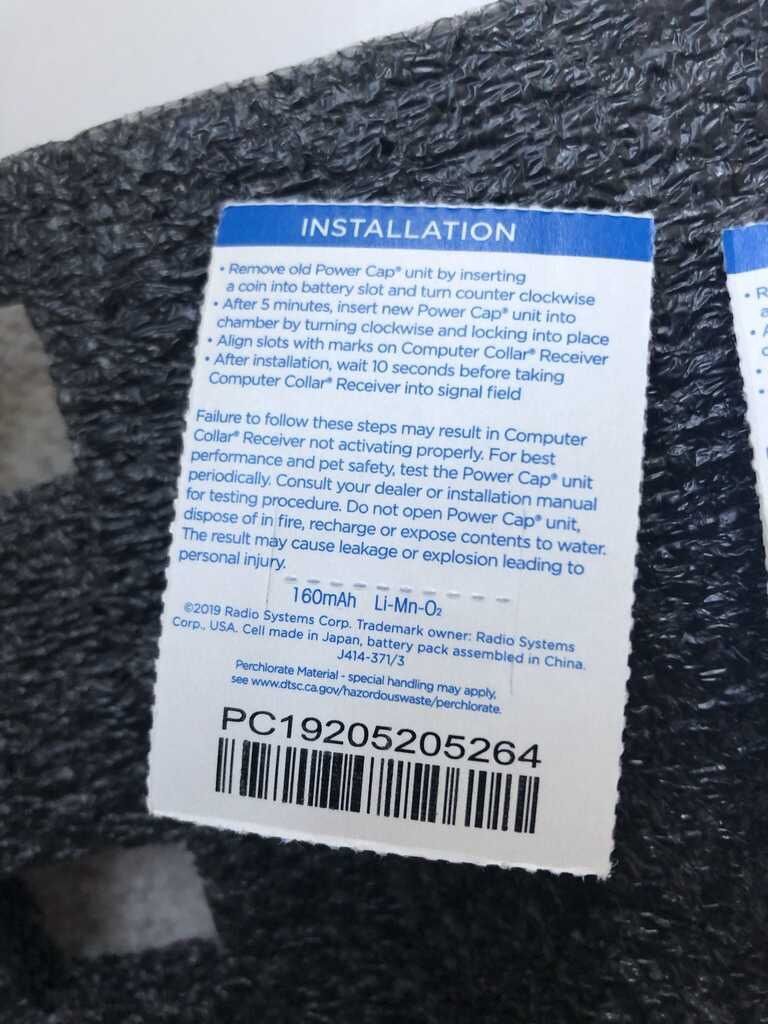 INSTALLATION
• Remove old Power Cap® unit by inserting
a coin into battery slot and turn counter clockwise
• After 5 minutes, insert new Power Cap® unit into
chamber by turning clockwise and locking into place
• Align slots with marks on Computer Collar® Receiver
• After installation, wait 10 seconds before taking
Computer Collar® Receiver into signal field
Failure to follow these steps may result in Computer
Collar® Receiver not activating properly. For best
performance and pet safety, test the Power Cap® unit
periodically. Consult your dealer or installation manual
for testing procedure. Do not open Power Cap® unit,
dispose of in fire, recharge or expose contents to water.
The result may cause leakage or explosion leading to
personal injury.
160mAh Li-Mn-O₂
©2019 Radio Systems Corp. Trademark owner: Radio Systems
Corp., USA. Cell made in Japan, battery pack assembled in China.
J414-371/3
Perchlorate Material - special handling may apply,
see www.dtsc.ca.gov/hazordouswaste/perchlorate.
PC19205205264